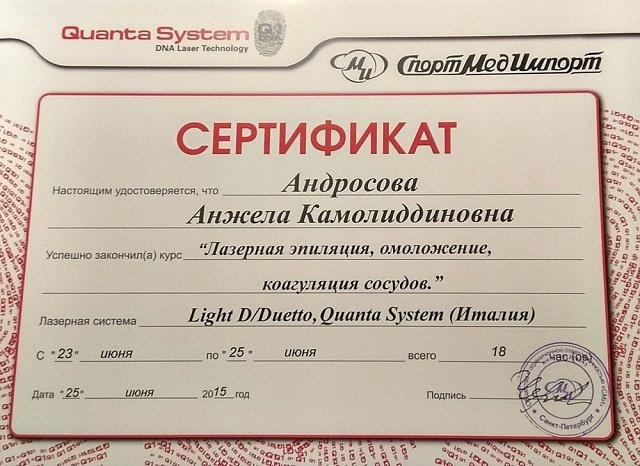 Quanta System
DNA Laser Technology
МИ СпортМедИмпорт
СЕРТИФИКАТ
Настоящим удостоверяется, что Андросова
Анжела Камолиддиновна
Успешно закончил(а) курс “Лазерная эпиляция, омоложение,
коагуляция сосудов.”
Лазерная система Light D/Duetto, Quanta System (Италия)
С "23" июня по "25" июня всего 18 час(ов)
Дата "25" июня 2015 год Подпись
Санкт-Петербург